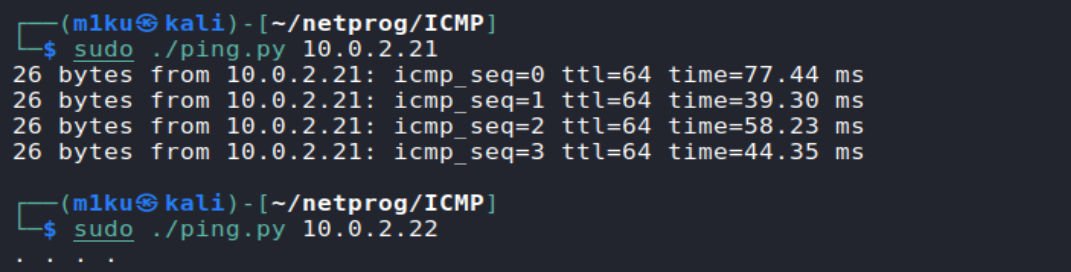 ┌──(m1ku㉿kali)-[~/netprog/ICMP]
└─$ sudo ./ping.py 10.0.2.21
26 bytes from 10.0.2.21: icmp_seq=0 ttl=64 time=77.44 ms
26 bytes from 10.0.2.21: icmp_seq=1 ttl=64 time=39.30 ms
26 bytes from 10.0.2.21: icmp_seq=2 ttl=64 time=58.23 ms
26 bytes from 10.0.2.21: icmp_seq=3 ttl=64 time=44.35 ms
┌──(m1ku㉿kali)-[~/netprog/ICMP]
└─$ sudo ./ping.py 10.0.2.22
. . . .